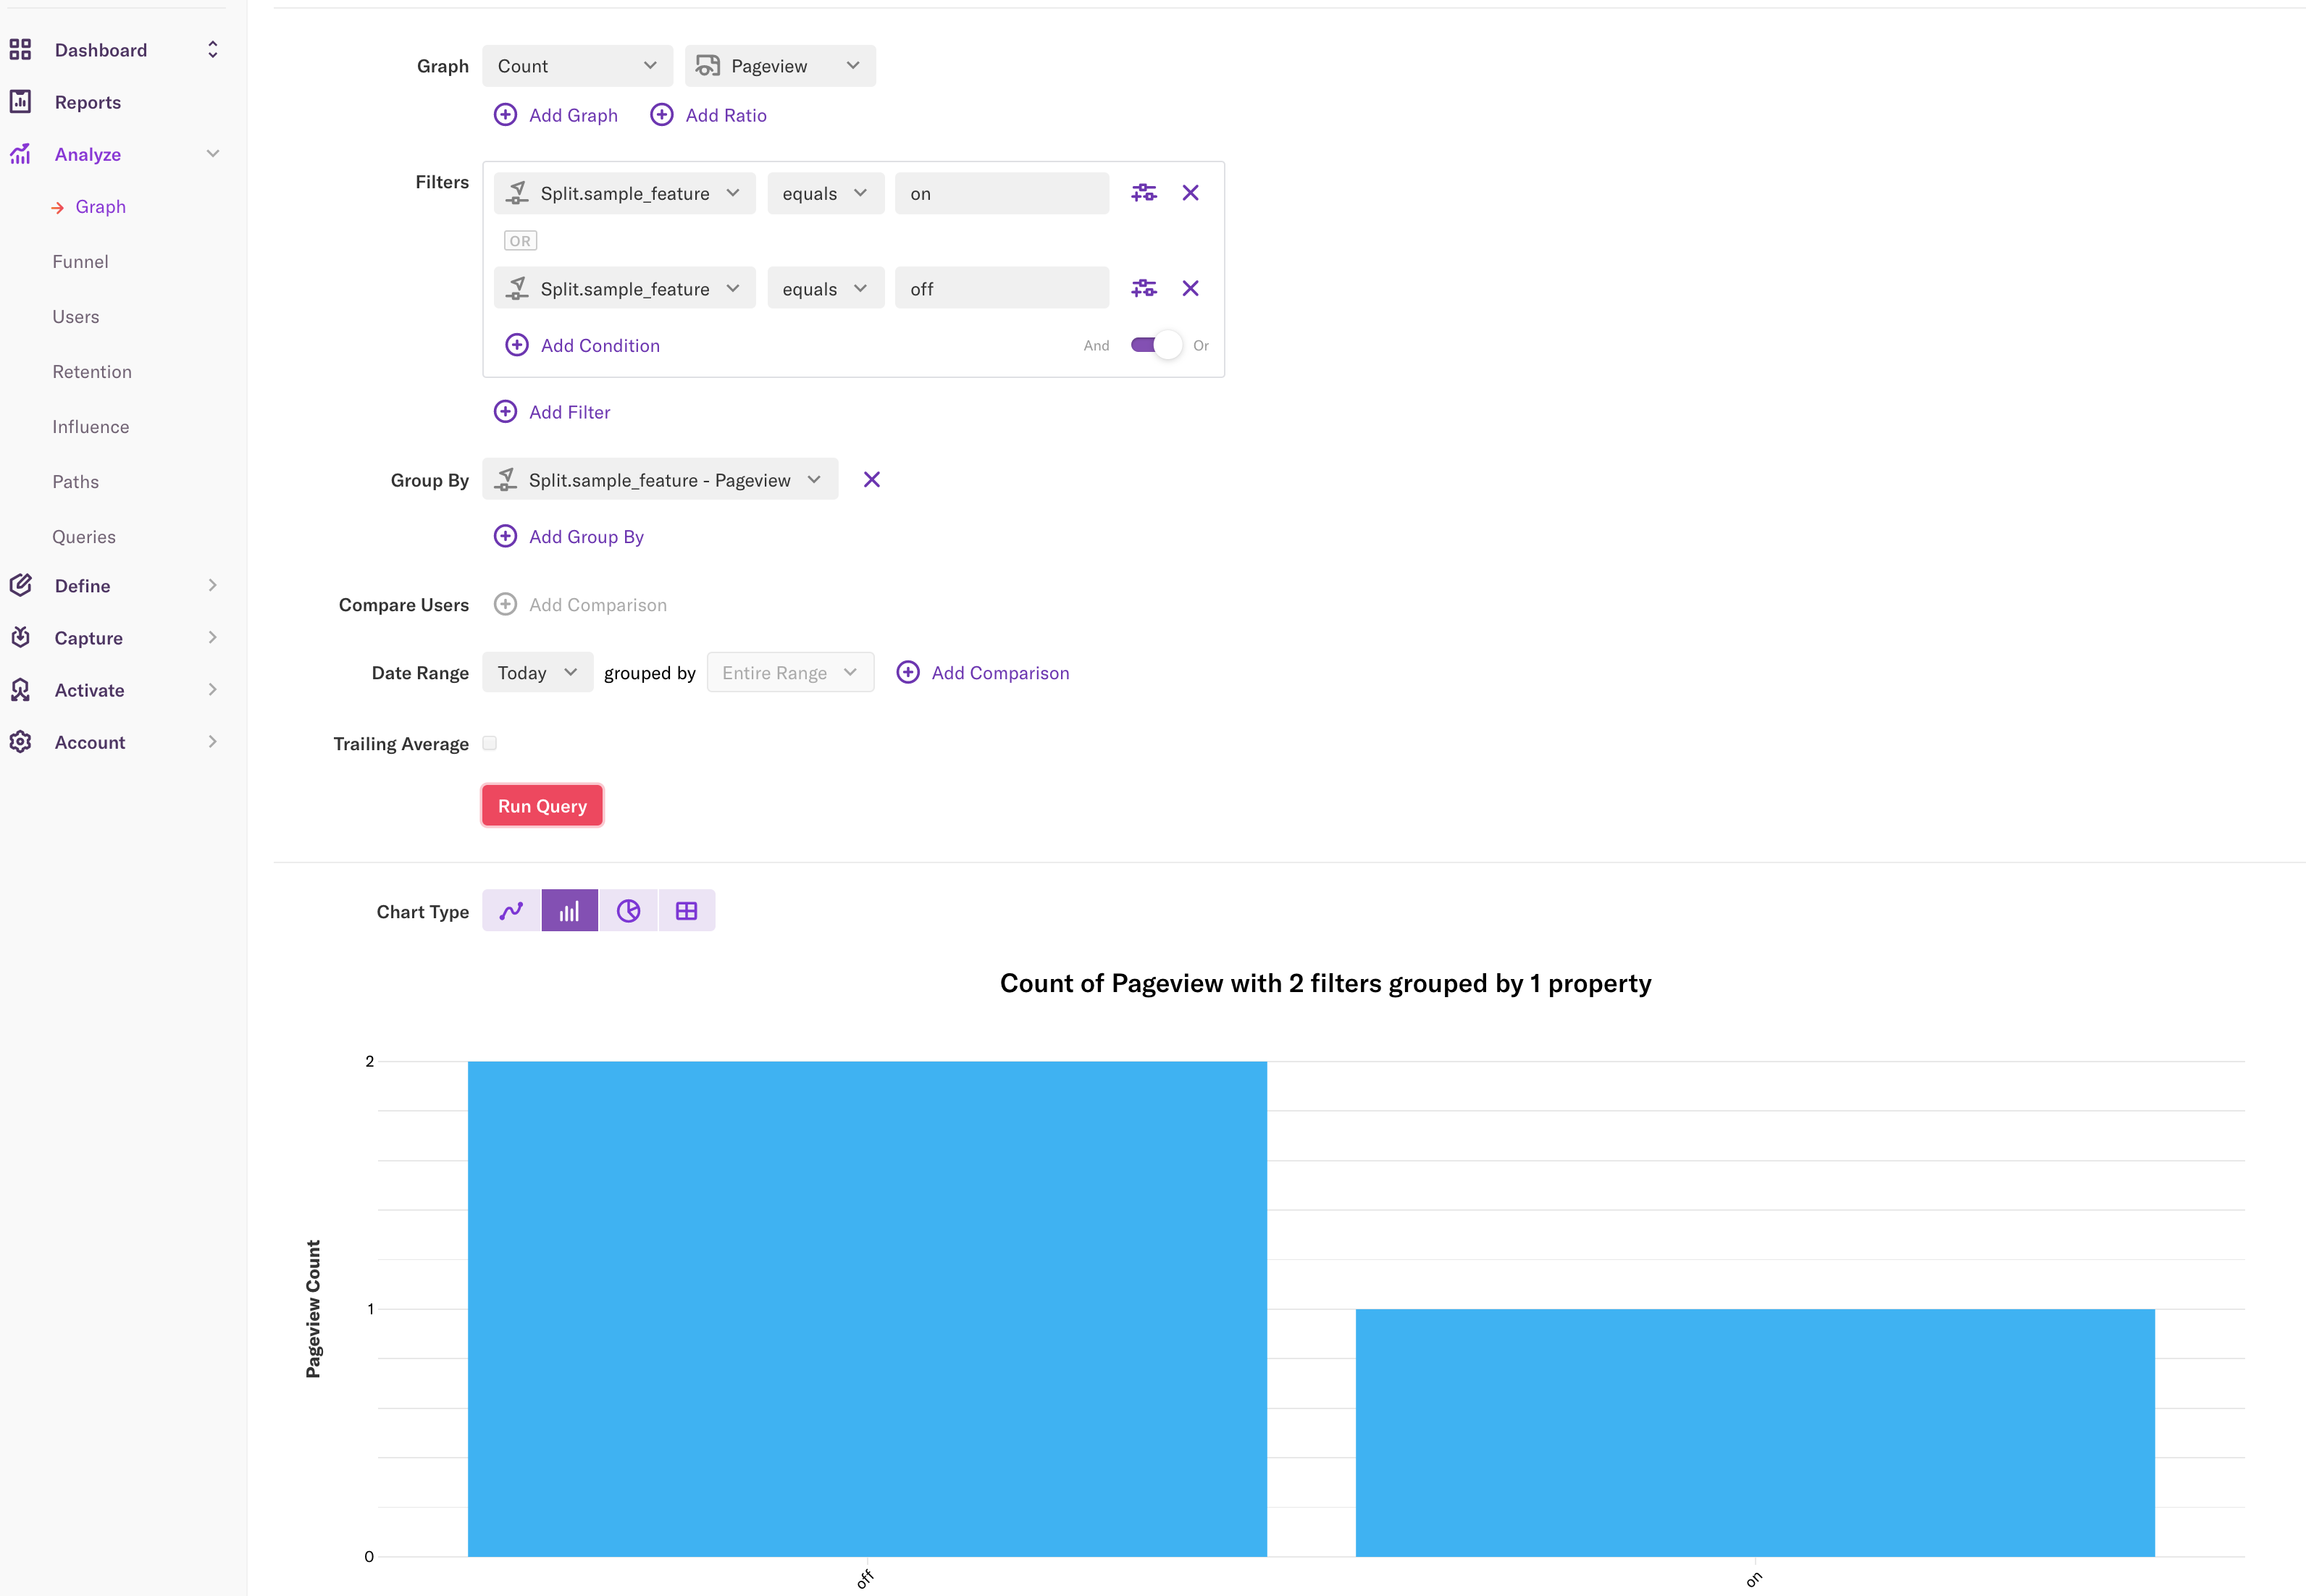 Dashboard
Reports
Analyze
Graph
Funnel
Users
Retention
Influence
Paths
Queries
Define
Capture
Activate
Account
Graph Count Pageview
Add Graph Add Ratio
Filters Split.sample_feature equals on
OR
Split.sample_feature equals off
Add Condition And Or
Add Filter
Group By Split.sample_feature - Pageview
Add Group By
Compare Users Add Comparison
Date Range Today grouped by Entire Range Add Comparison
Trailing Average
Run Query
Chart Type
Count of Pageview with 2 filters grouped by 1 property
2
1
0
Pageview Count
off on